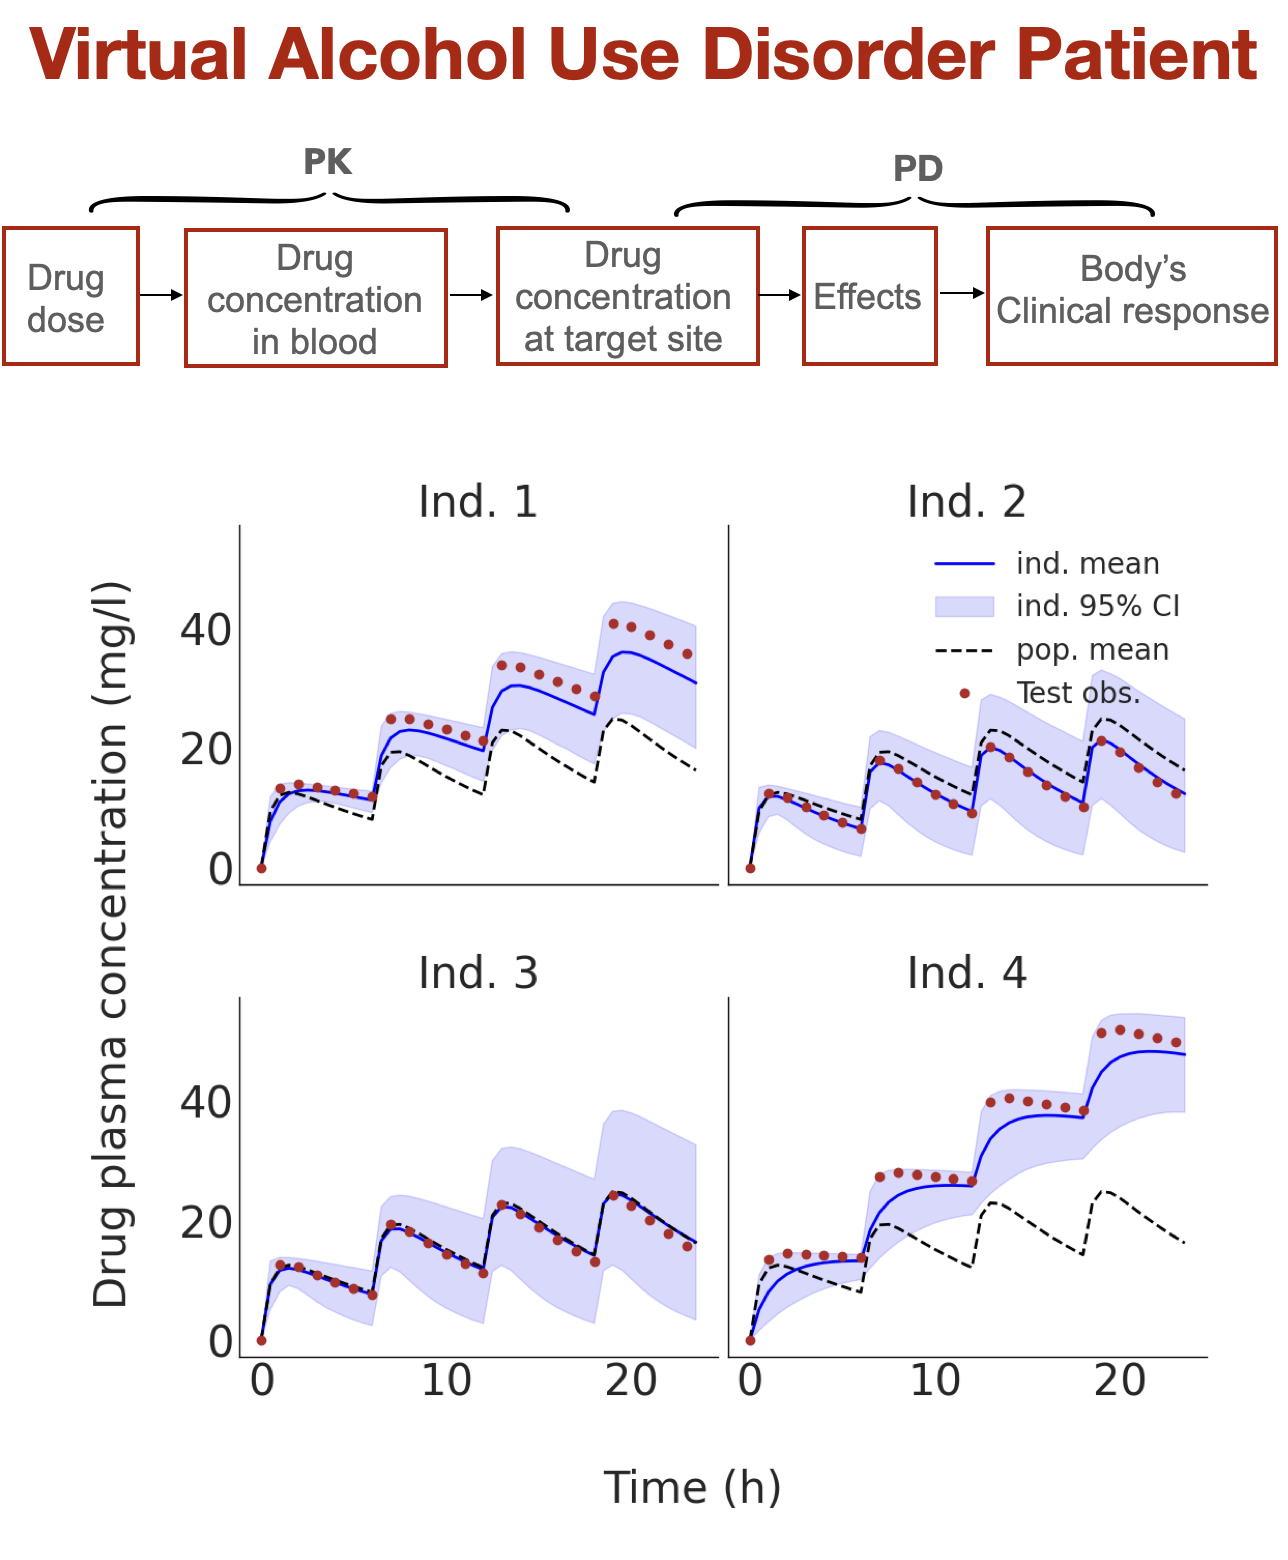 Virtual Alcohol Use Disorder Patient
PK
PD
Drug
dose
Drug
concentration
in blood
Drug
concentration
at target site
Effects
Body’s
Clinical response
Ind. 1
Ind. 2
ind. mean
ind. 95% CI
pop. mean
Test obs.
40
20
0
Drug plasma concentration (mg/l)
Ind. 3
Ind. 4
40
20
0
0 10 20
0 10 20
Time (h)